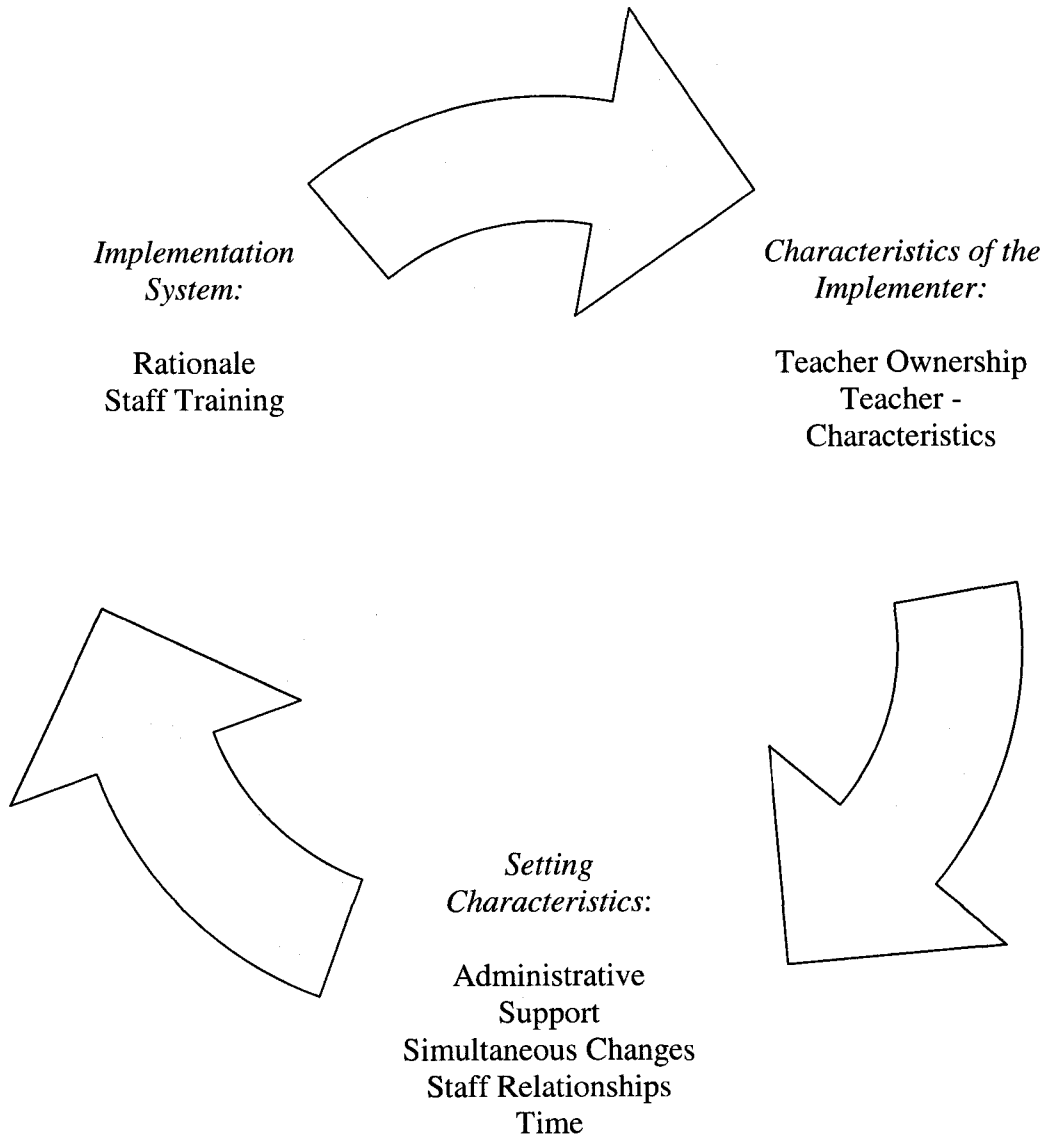 Implementation
System:
Rationale
Staff Training
Characteristics of the
Implementer:
Teacher Ownership
Teacher -
Characteristics
Setting
Characteristics:
Administrative
Support
Simultaneous Changes
Staff Relationships
Time